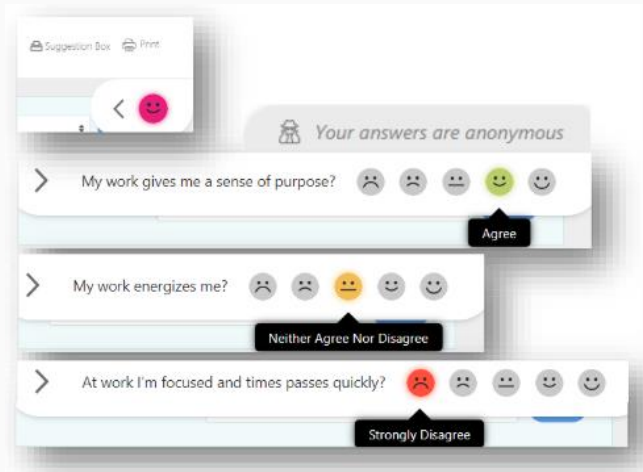 Suggestion Box Print
Your answers are anonymous
My work gives me a sense of purpose?
Agree
My work energizes me?
Neither Agree Nor Disagree
At work I'm focused and times passes quickly?
Strongly Disagree